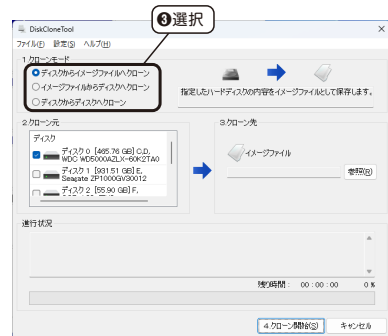 ❸選択
DiskCloneTool
ファイル(F) 設定(S) ヘルプ(H)
1.クローンモード
ディスクからイメージファイルへクローン
イメージファイルからディスクへクローン
ディスクからディスクへクローン
指定したハードディスクの内容をイメージファイルとして保存します。
2.クローン元
ディスク
ディスク 0 [465.76 GB] C,D,
WDC WD5000AZLX-60K2TA0
ディスク 1 [931.51 GB] E,
Seagate ZP1000GV30012
ディスク 2 [55.90 GB] F,
3.クローン先
イメージファイル
参照(R)
進行状況
残り時間: 00:00:00 0 %
4.クローン開始(S) キャンセル